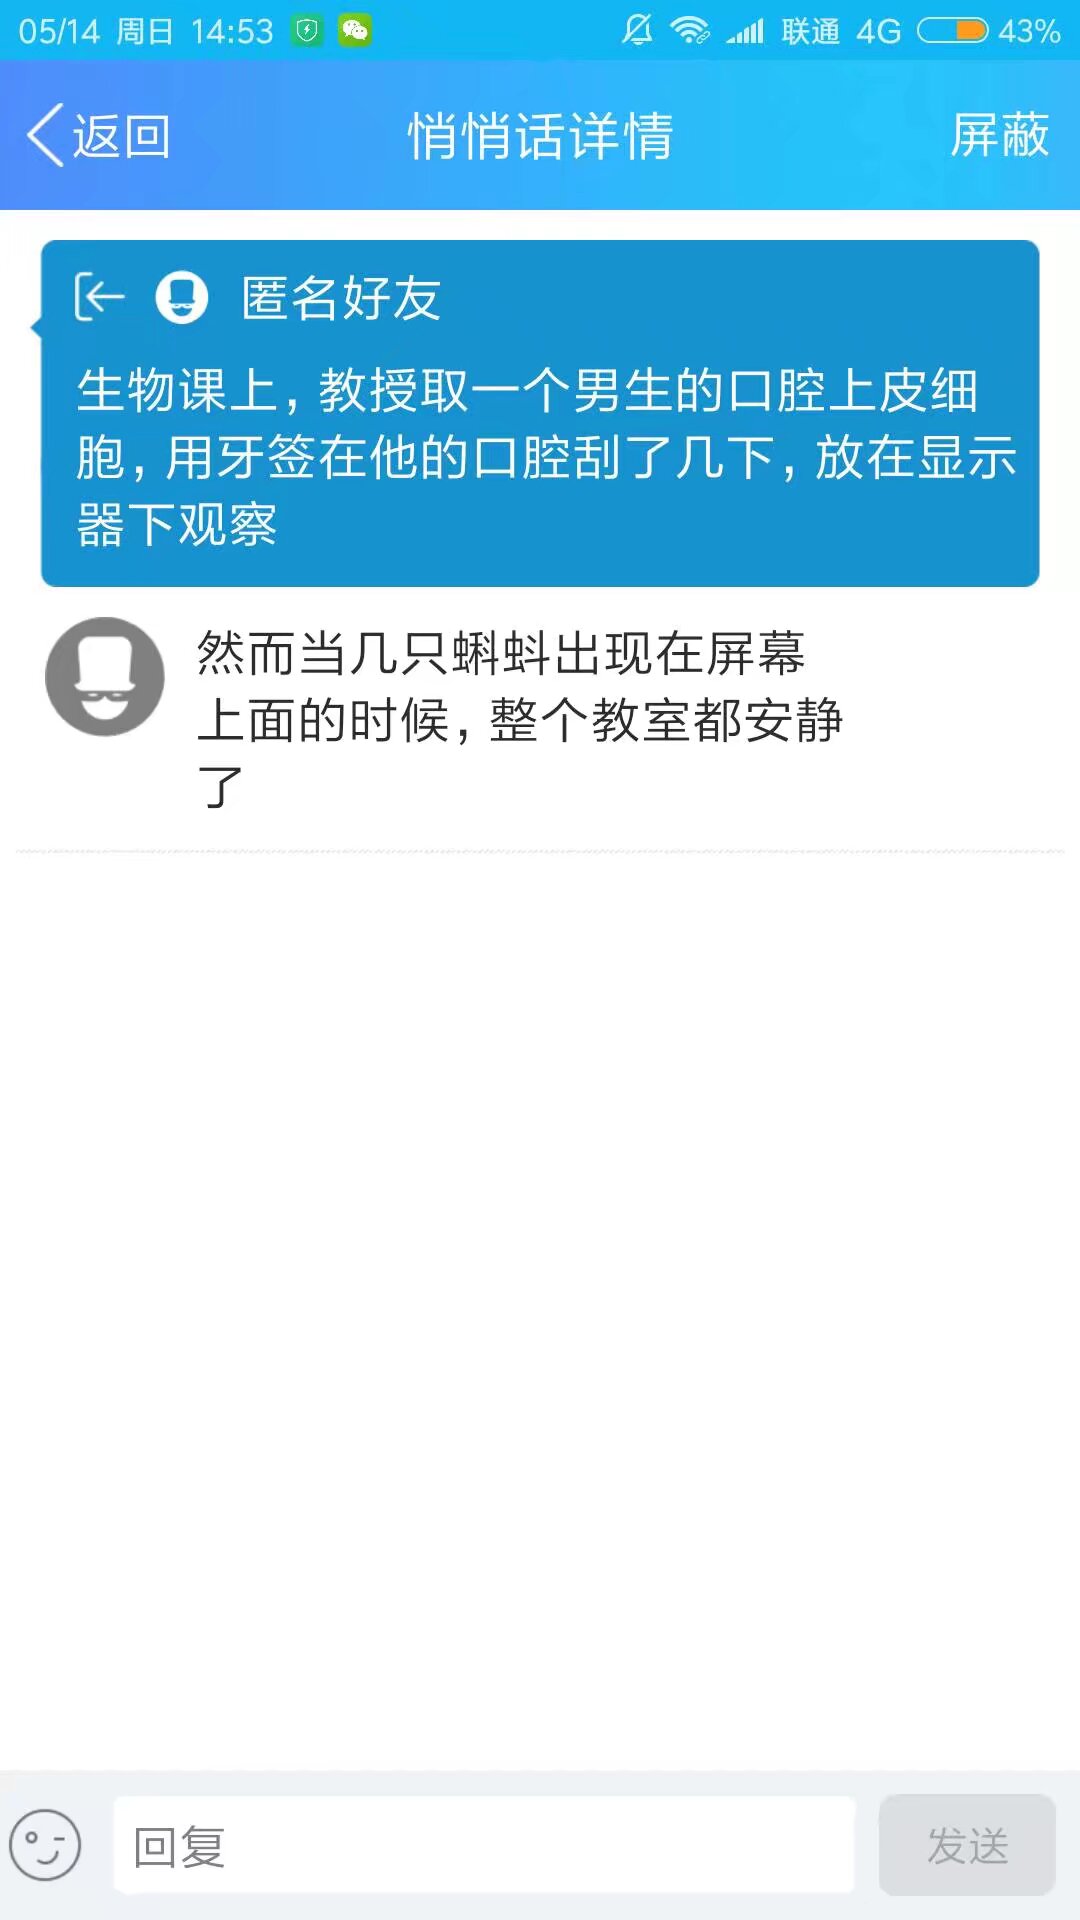 05/14 周日 14:53 联通 4G 43%
返回 悄悄话详情 屏蔽
匿名好友
生物课上，教授取一个男生的口腔上皮细
胞，用牙签在他的口腔刮了几下，放在显示
器下观察
然而当几只蝌蚪出现在屏幕
上面的时候，整个教室都安静
了
回复 发送